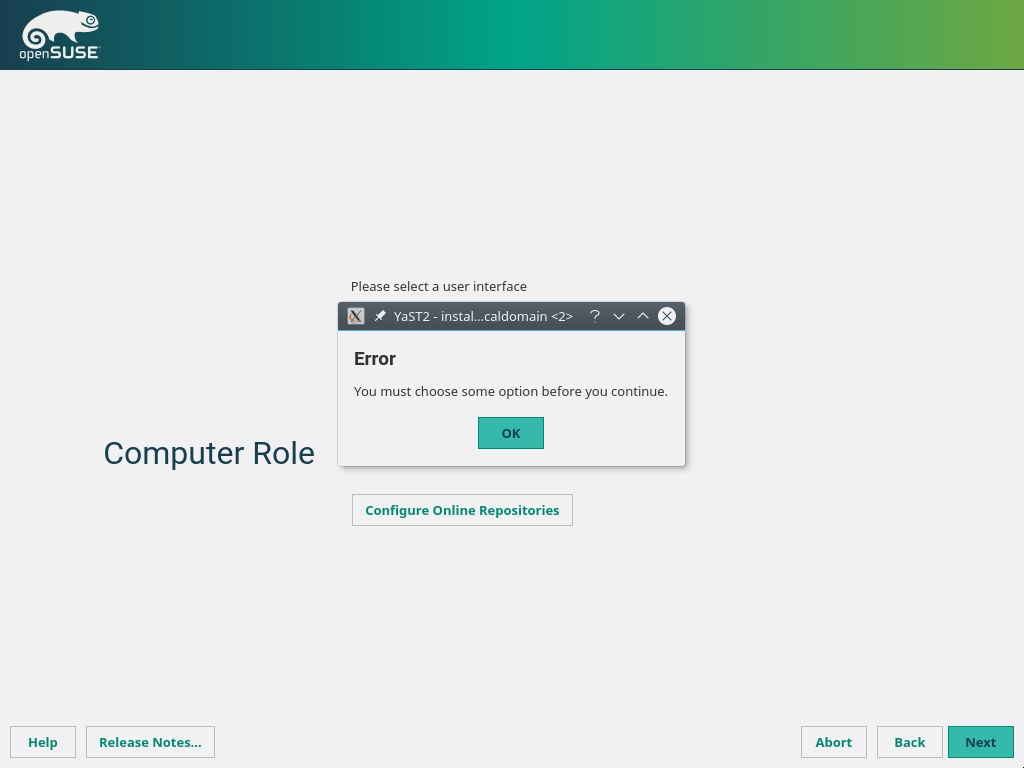 openSUSE
Please select a user interface
YaST2 - instal...caldomain <2>
Error
You must choose some option before you continue.
OK
Computer Role
Configure Online Repositories
Help
Release Notes...
Abort
Back
Next